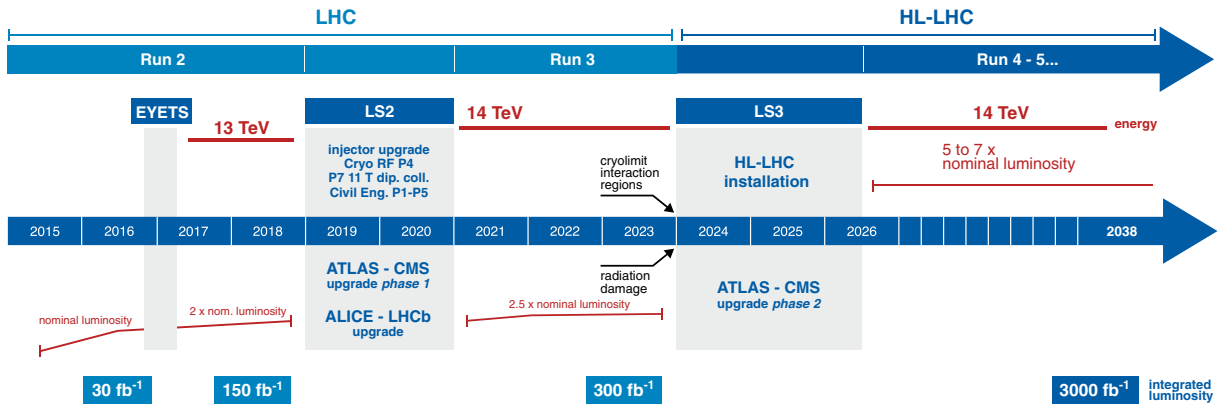 LHC
HL-LHC
Run 2
Run 3
Run 4 - 5...
EYETS
13 TeV
LS2
14 TeV
LS3
14 TeV
energy
injector upgrade
Cryo RF P4
P7 11 T dip. coll.
Civil Eng. P1-P5
cryolimit
interaction
regions
HL-LHC
installation
5 to 7 x
nominal luminosity
2015
2016
2017
2018
2019
2020
2021
2022
2023
2024
2025
2026
2038
ATLAS - CMS
upgrade phase 1
ALICE - LHCb
upgrade
radiation
damage
ATLAS - CMS
upgrade phase 2
nominal luminosity
2 x nom. luminosity
2.5 x nominal luminosity
30 fb⁻¹
150 fb⁻¹
300 fb⁻¹
3000 fb⁻¹
integrated
luminosity